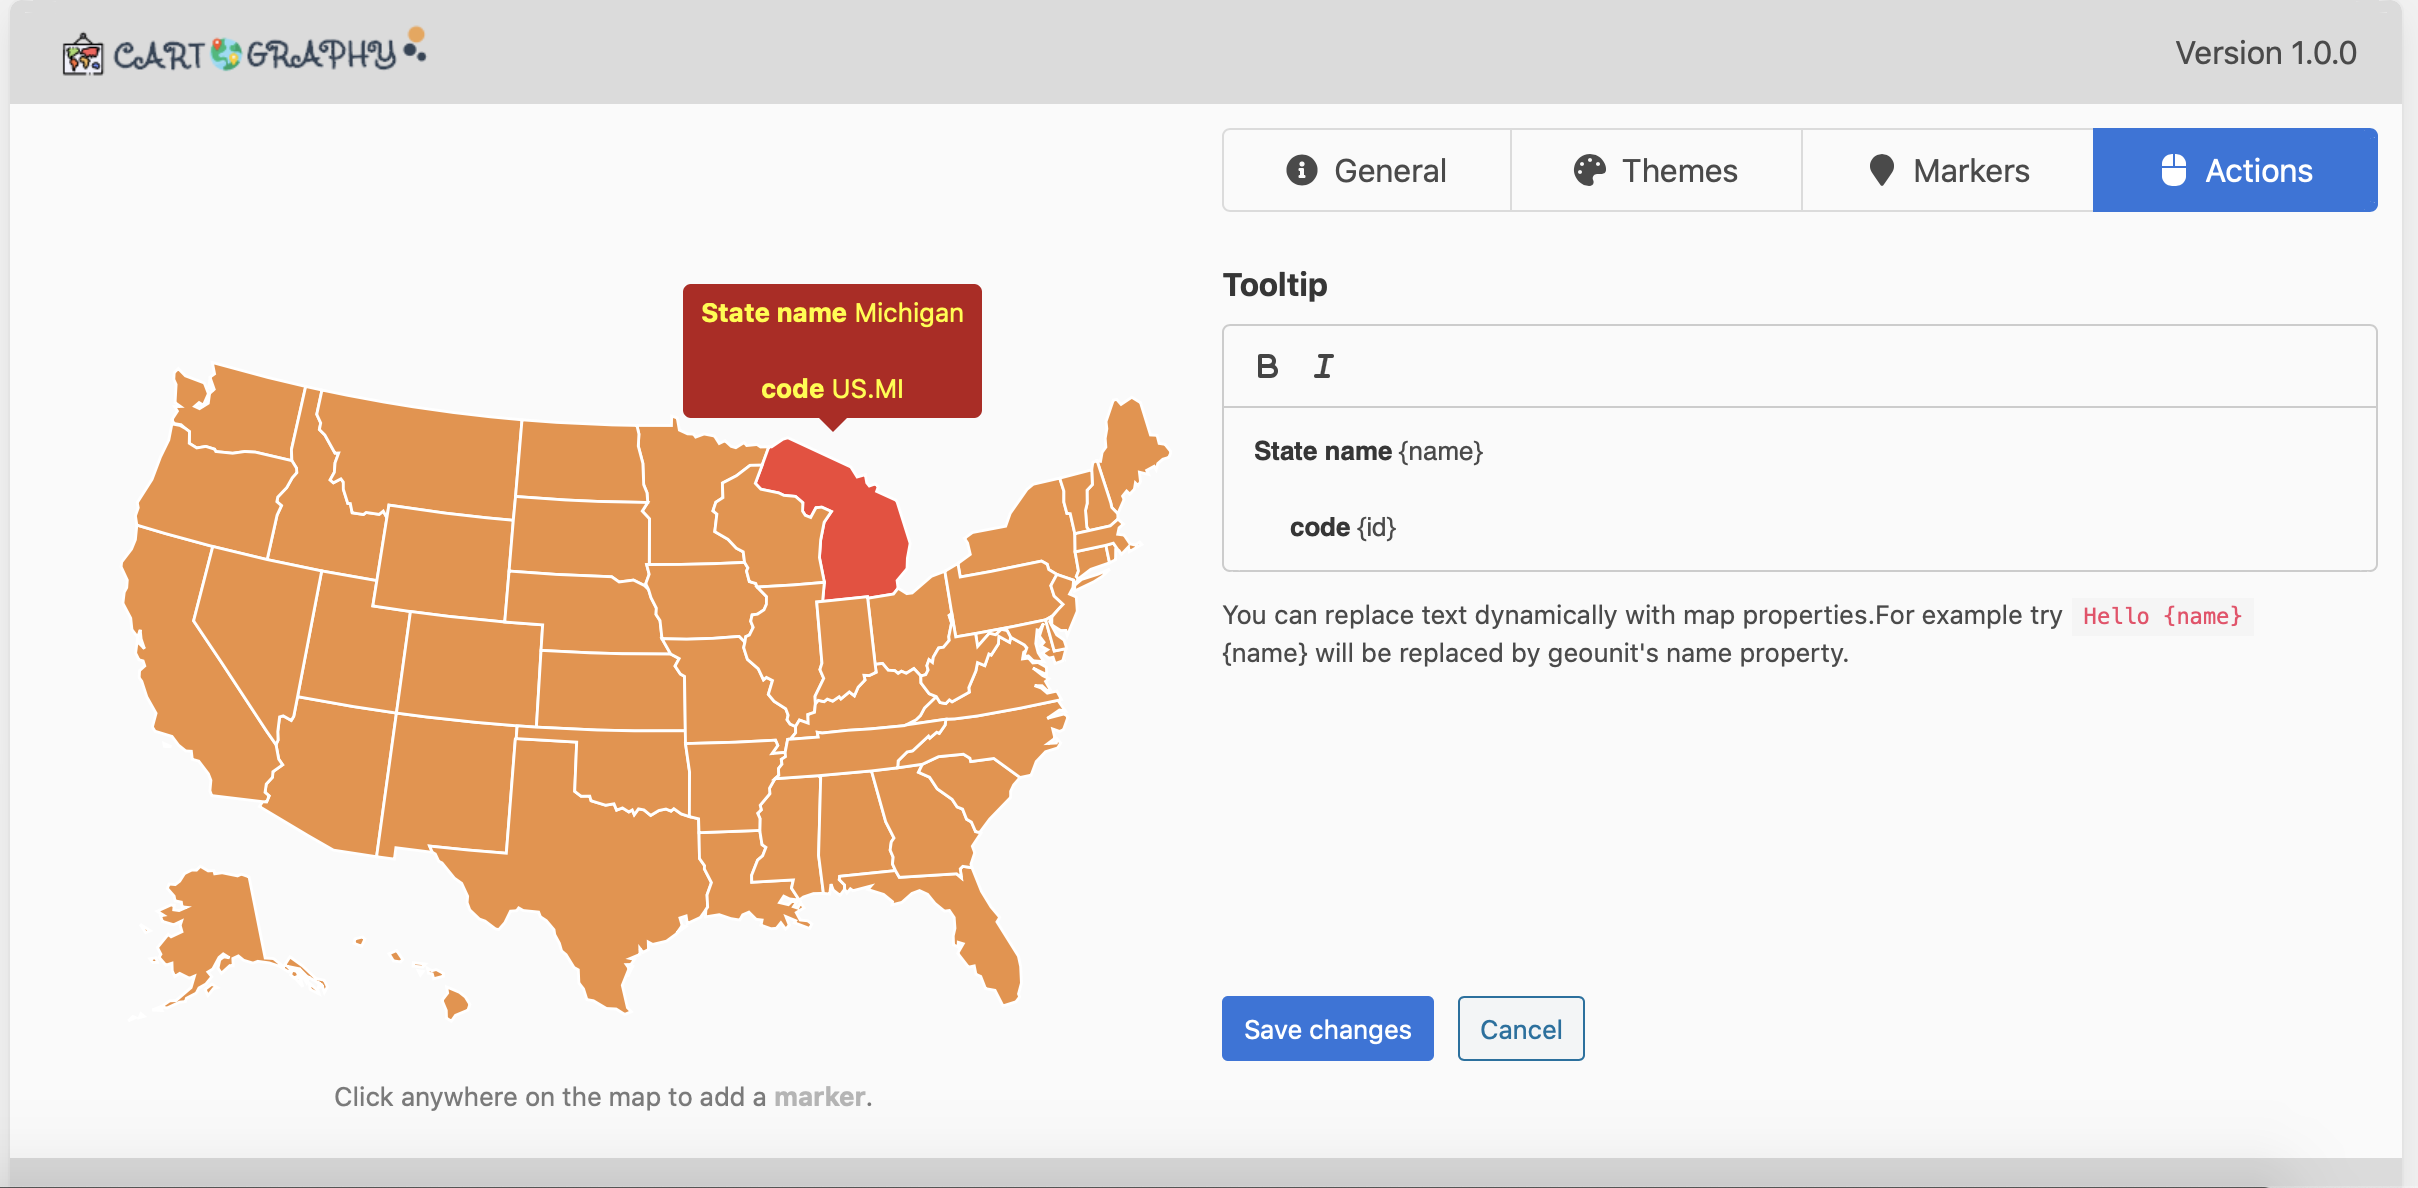 CARTOGRAPHY
Version 1.0.0
General
Themes
Markers
Actions
State name Michigan
code US.MI
Click anywhere on the map to add a marker.
Tooltip
B I
State name {name}
code {id}
You can replace text dynamically with map properties.For example try Hello {name}
{name} will be replaced by geounit's name property.
Save changes
Cancel